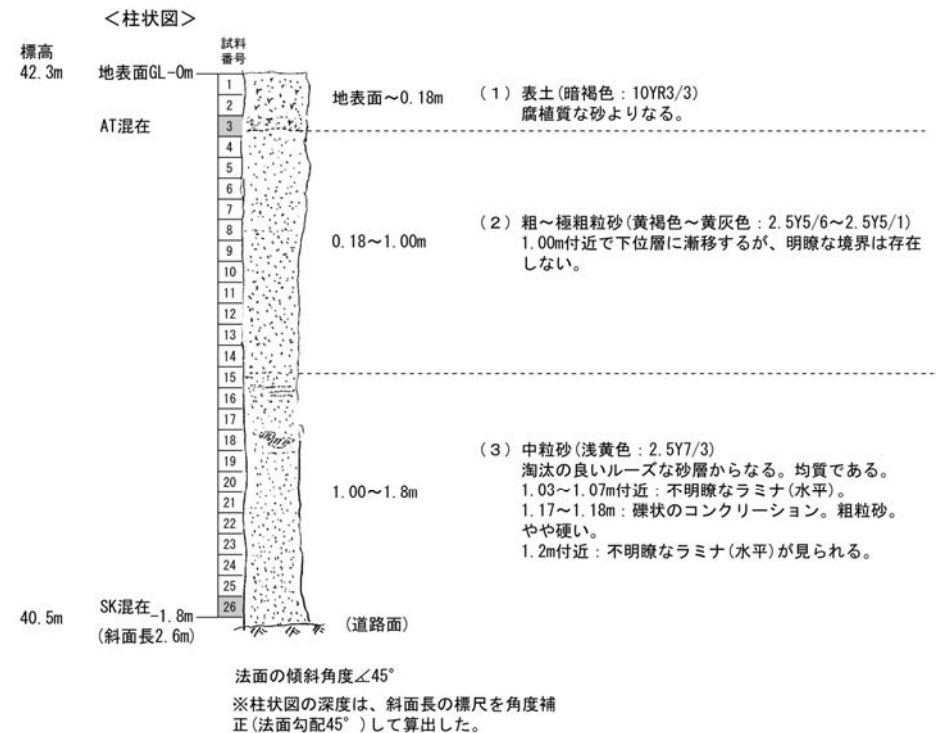 <柱状図>
標高
42.3m
地表面GL-0m
試料
番号
1
2
3
4
5
6
7
8
9
10
11
12
13
14
15
16
17
18
19
20
21
22
23
24
25
26
AT混在
地表面~0.18m
(1) 表土(暗褐色:10YR3/3)
腐植質な砂よりなる。
0.18~1.00m
(2) 粗~極粗粒砂(黄褐色~黄灰色:2.5Y5/6~2.5Y5/1)
1.00m付近で下位層に漸移するが、明瞭な境界は存在
しない。
1.00~1.8m
(3) 中粒砂(浅黄色:2.5Y7/3)
淘汰の良いルーズな砂層からなる。均質である。
1.03~1.07m付近:不明瞭なラミナ(水平)。
1.17~1.18m:礫状のコンクリーション。粗粒砂。
やや硬い。
1.2m付近:不明瞭なラミナ(水平)が見られる。
40.5m
SK混在
-1.8m
(斜面長2.6m)
(道路面)
法面の傾斜角度∠45°
※柱状図の深度は、斜面長の標尺を角度補
正(法面勾配45°)して算出した。